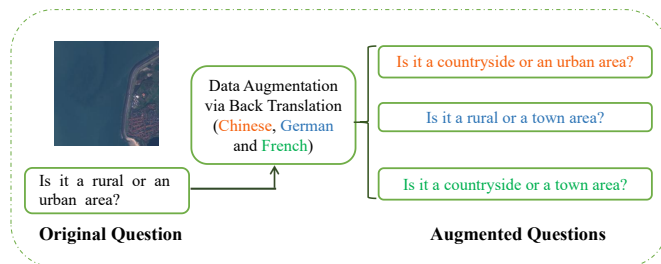 Is it a rural or an
urban area?
Original Question
Data Augmentation
via Back Translation
(Chinese, German
and French)
Is it a countryside or an urban area?
Is it a rural or a town area?
Is it a countryside or a town area?
Augmented Questions